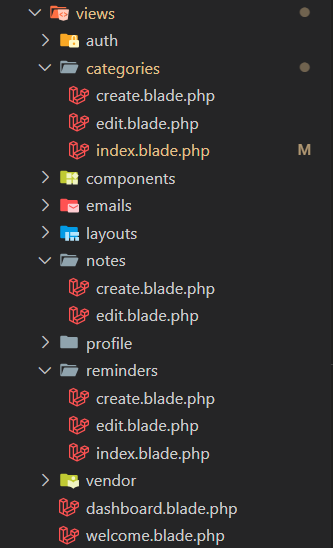 views
auth
categories
create.blade.php
edit.blade.php
index.blade.php M
components
emails
layouts
notes
create.blade.php
edit.blade.php
profile
reminders
create.blade.php
edit.blade.php
index.blade.php
vendor
dashboard.blade.php
welcome.blade.php